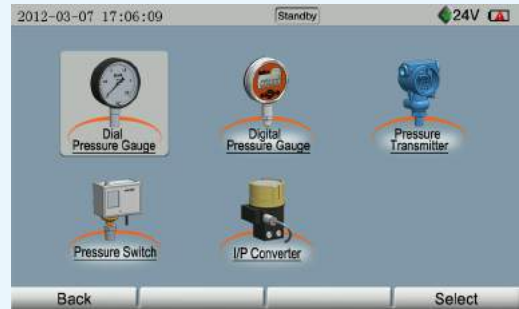 2012-03-07 17:06:09 Standby 24V
Dial
Pressure Gauge
Digital
Pressure Gauge
Pressure
Transmitter
Pressure Switch
I/P Converter
Back Select